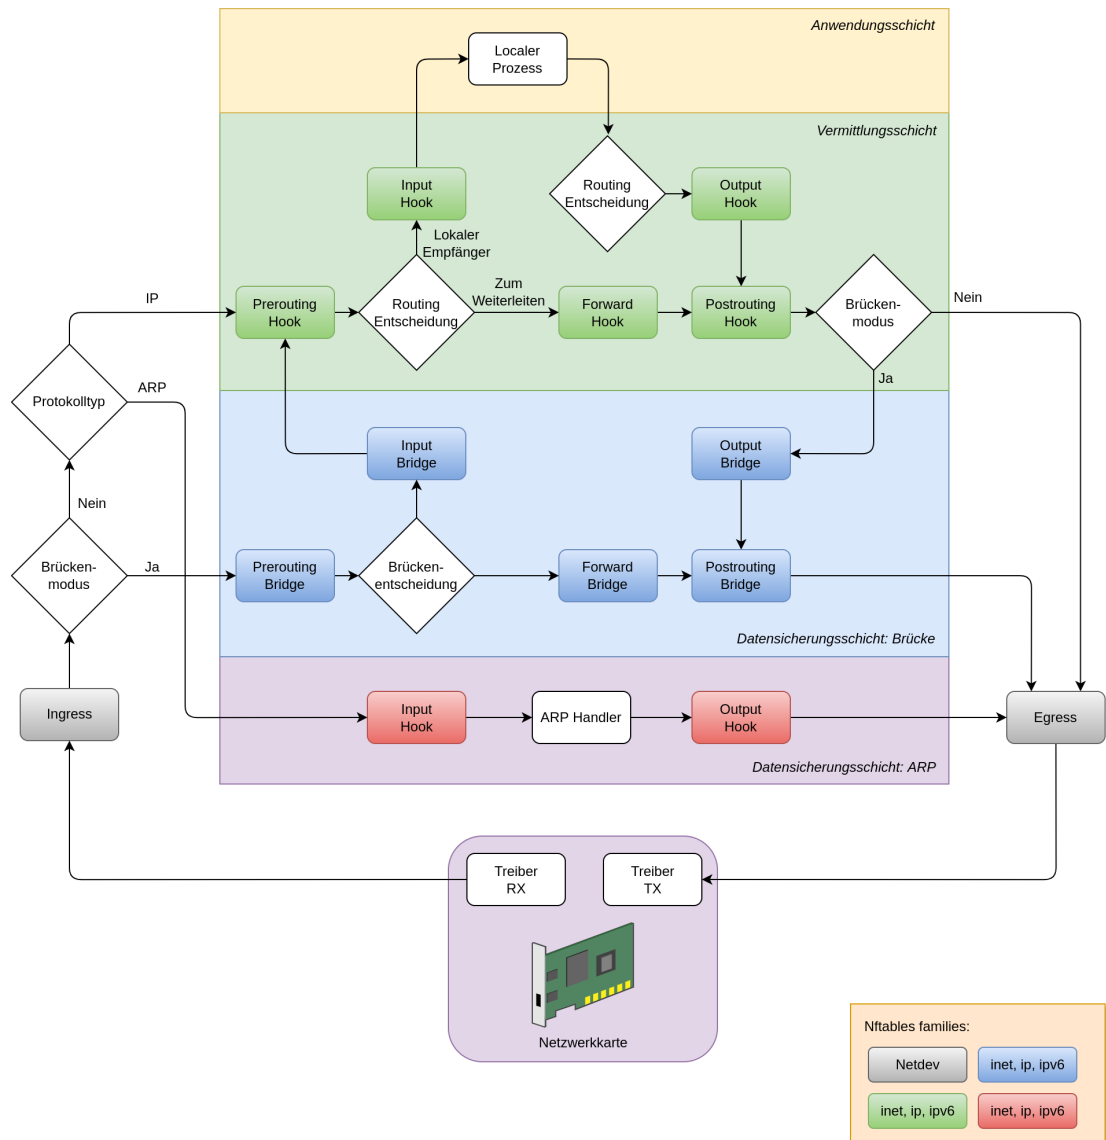 Anwendungsschicht
Localer
Prozess
Vermittlungsschicht
Input
Hook
Routing
Entscheidung
Output
Hook
Lokaler
Empfänger
IP
Prerouting
Hook
Routing
Entscheidung
Zum
Weiterleiten
Forward
Hook
Postrouting
Hook
Brücken-
modus
Nein
Ja
Protokolltyp
ARP
Input
Bridge
Output
Bridge
Nein
Brücken-
modus
Ja
Prerouting
Bridge
Brücken-
entscheidung
Forward
Bridge
Postrouting
Bridge
Datensicherungsschicht: Brücke
Ingress
Input
Hook
ARP Handler
Output
Hook
Egress
Datensicherungsschicht: ARP
Treiber
RX
Treiber
TX
Netzwerkkarte
Nftables families:
Netdev
inet, ip, ipv6
inet, ip, ipv6
inet, ip, ipv6